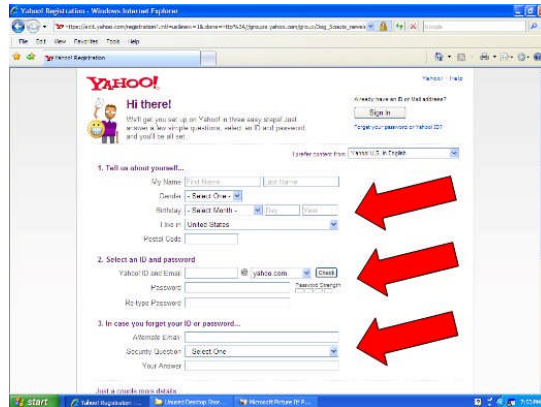 Yahoo! Registration - Windows Internet Explorer
File Edit View Favorites Tools Help
Yahoo! Registration
YAHOO!
Yahoo! Help
Hi there!
We'll get you set up on Yahoo! in three easy steps! Just
answer a few simple questions, select an ID and password,
and you'll be all set.
Already have an ID or Mail address?
Sign In
Forget your password or Yahoo! ID?
I prefer content from Yahoo! U.S. in English
1. Tell us about yourself...
My Name First Name Last Name
Gender - Select One -
Birthday - Select Month - Day Year
I live in United States
Postal Code
2. Select an ID and password
Yahoo! ID and Email @ yahoo.com Check
Password Password Strength
Re-type Password
3. In case you forget your ID or password...
Alternate Email
Security Question - Select One
Your Answer
Just a couple more details
start Yahoo! Registration ... Unused Desktop Shor... Microsoft Picture It! P...